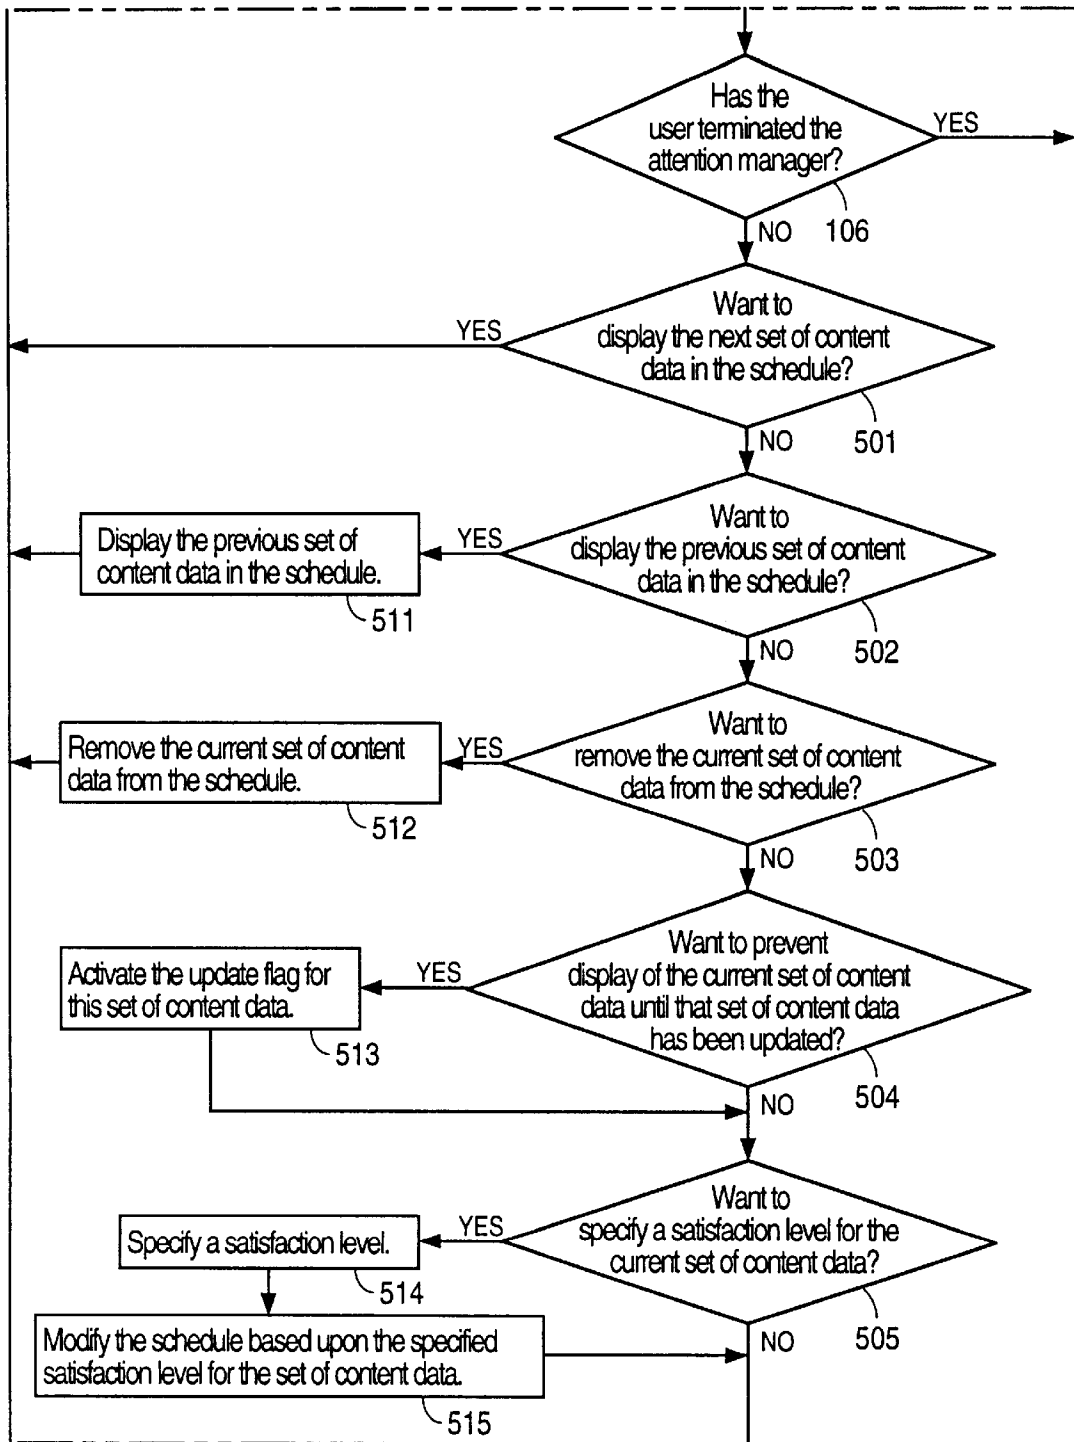 Has the
user terminated the
attention manager?
YES
NO
106
Want to
display the next set of content
data in the schedule?
YES
NO
501
Want to
display the previous set of content
data in the schedule?
YES
Display the previous set of
content data in the schedule.
511
NO
502
Want to
remove the current set of content
data from the schedule?
YES
Remove the current set of content
data from the schedule.
512
NO
503
Want to prevent
display of the current set of content
data until that set of content data
has been updated?
YES
Activate the update flag for
this set of content data.
513
NO
504
Want to
specify a satisfaction level for the
current set of content data?
YES
Specify a satisfaction level.
514
NO
505
Modify the schedule based upon the specified
satisfaction level for the set of content data.
515